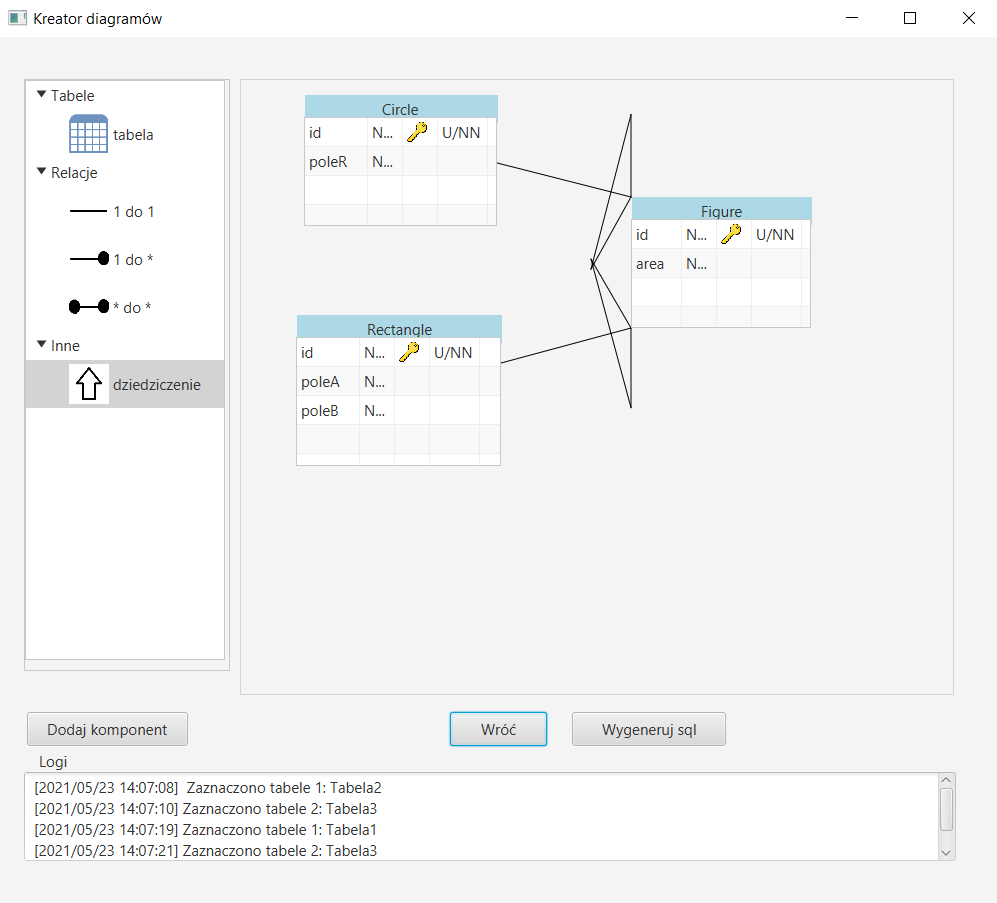 Kreator diagramów
Tabele
tabela
Relacje
1 do 1
1 do *
* do *
Inne
dziedziczenie
Circle
id N... U/NN
poleR N...
Figure
id N... U/NN
area N...
Rectangle
id N... U/NN
poleA N...
poleB N...
Dodaj komponent
Wróć
Wygeneruj sql
Logi
[2021/05/23 14:07:08]  Zaznaczono tabele 1: Tabela2
[2021/05/23 14:07:10] Zaznaczono tabele 2: Tabela3
[2021/05/23 14:07:19] Zaznaczono tabele 1: Tabela1
[2021/05/23 14:07:21] Zaznaczono tabele 2: Tabela3